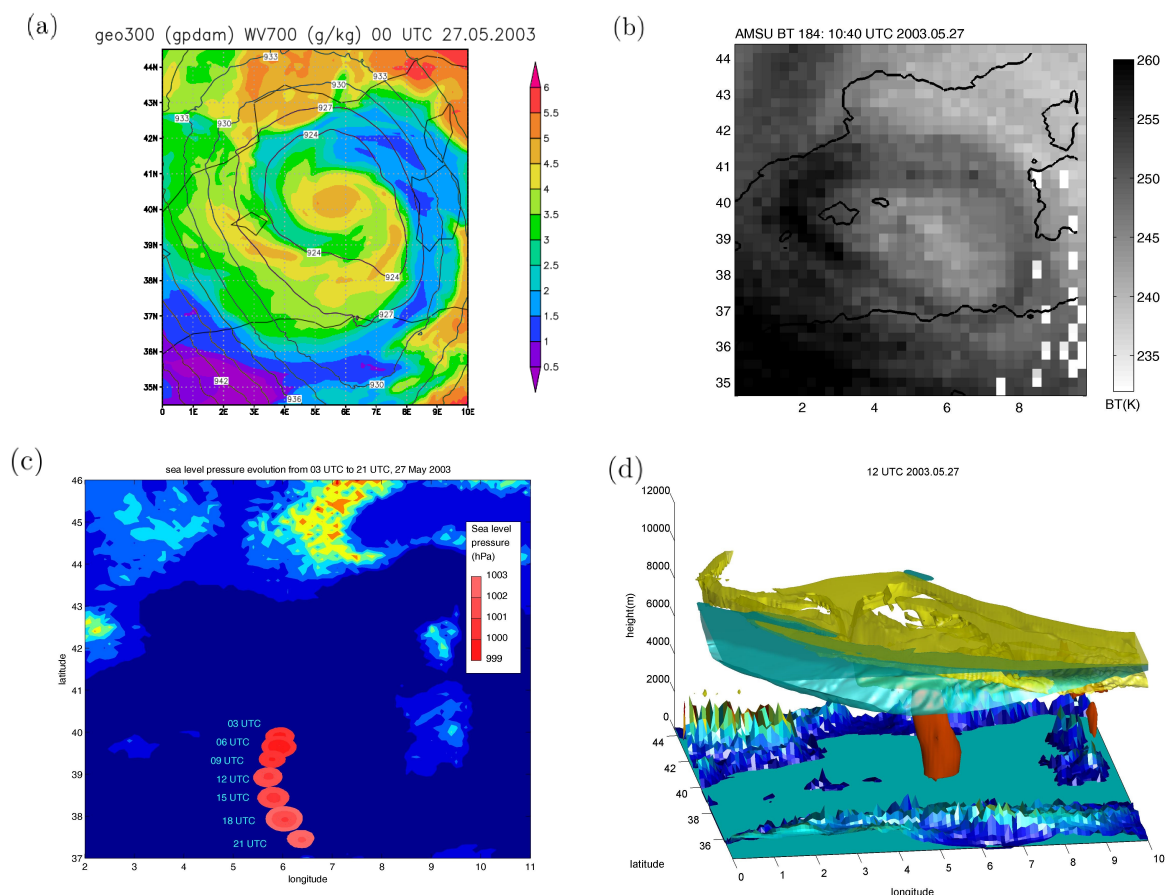 (a)
geo300 (gpdam) WV700 (g/kg) 00 UTC 27.05.2003
44N
43N
42N
41N
40N
39N
38N
37N
36N
35N
0 1E 2E 3E 4E 5E 6E 7E 8E 9E 10E
933
933
930
933
930
927
924
924
924
927
930
942
936
6
5.5
5
4.5
4
3.5
3
2.5
2
1.5
1
0.5
(b)
AMSU BT 184: 10:40 UTC 2003.05.27
44
43
42
41
40
39
38
37
36
35
2 4 6 8
260
255
250
245
240
235
BT(K)
(c)
sea level pressure evolution from 03 UTC to 21 UTC, 27 May 2003
46
45
44
43
42
41
40
39
38
37
latitude
2 3 4 5 6 7 8 9 10 11
longitude
Sea level
pressure
(hPa)
1003
1002
1001
1000
999
03 UTC
06 UTC
09 UTC
12 UTC
15 UTC
18 UTC
21 UTC
(d)
12 UTC 2003.05.27
12000
10000
8000
6000
4000
2000
0
height(m)
44
42
40
38
36
latitude
0 1 2 3 4 5 6 7 8 9 10
longitude